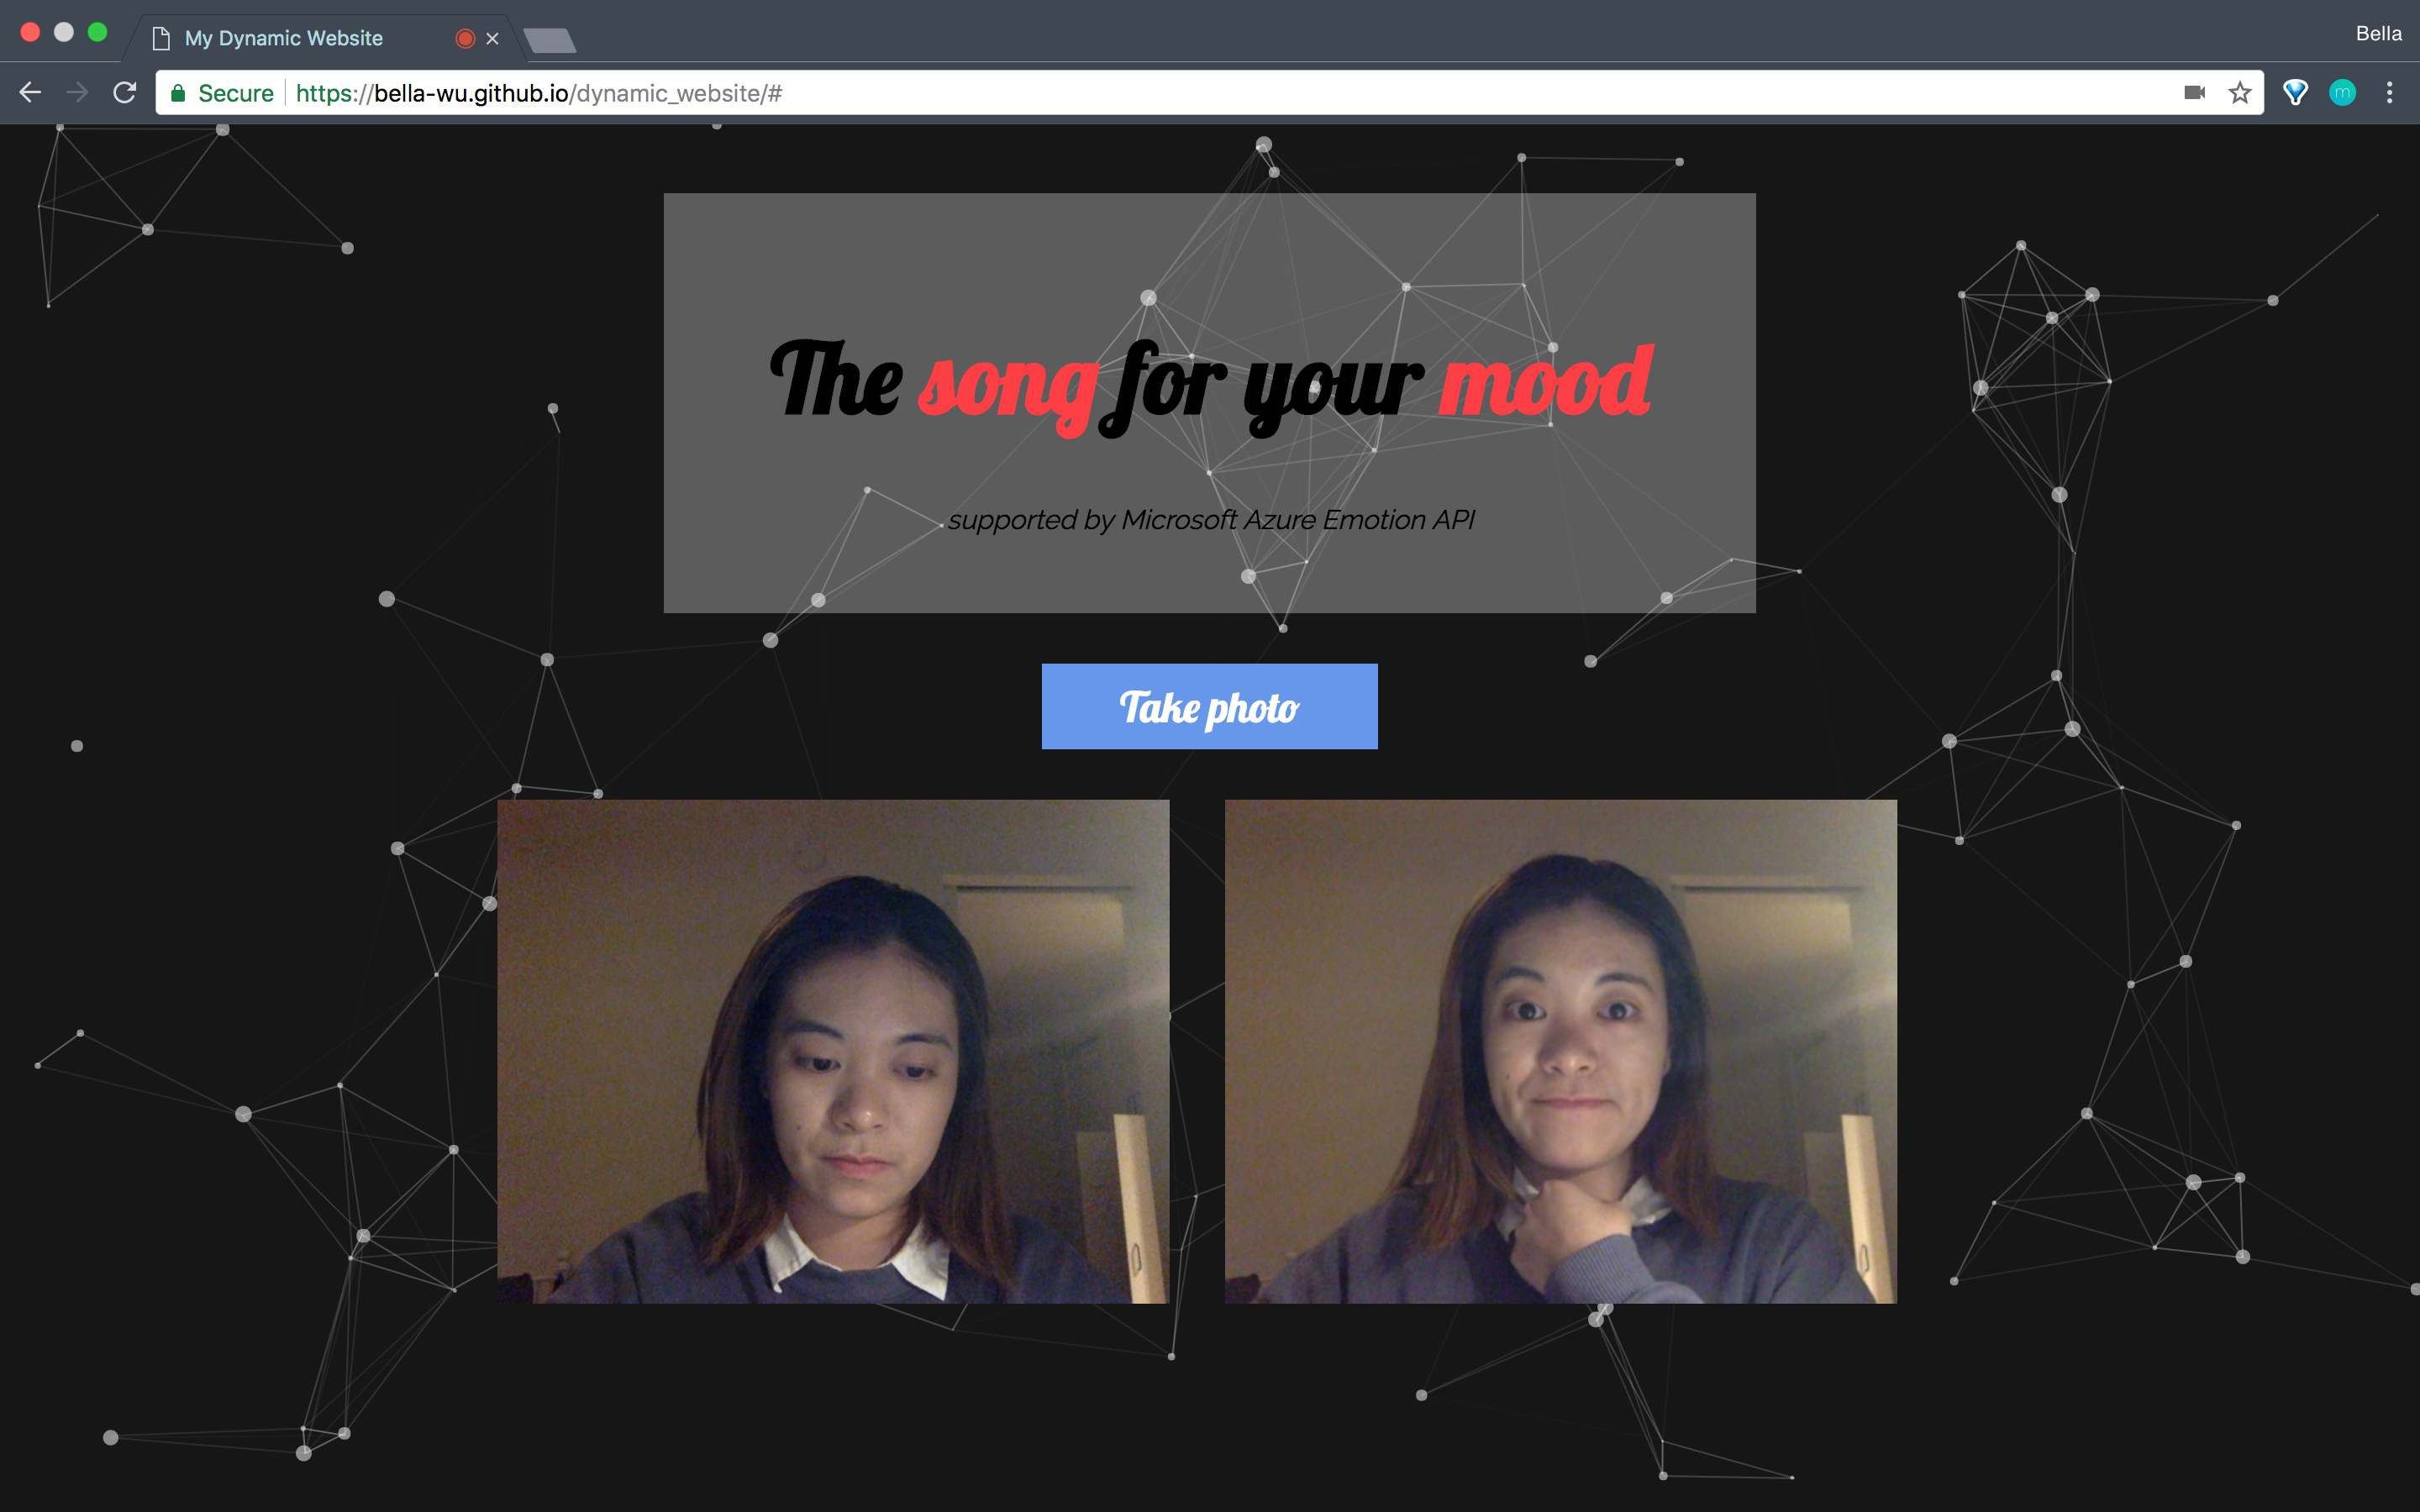 My Dynamic Website
Bella
Secure
https://bella-wu.github.io/dynamic_website/#
m
The song for your mood
supported by Microsoft Azure Emotion API
Take photo